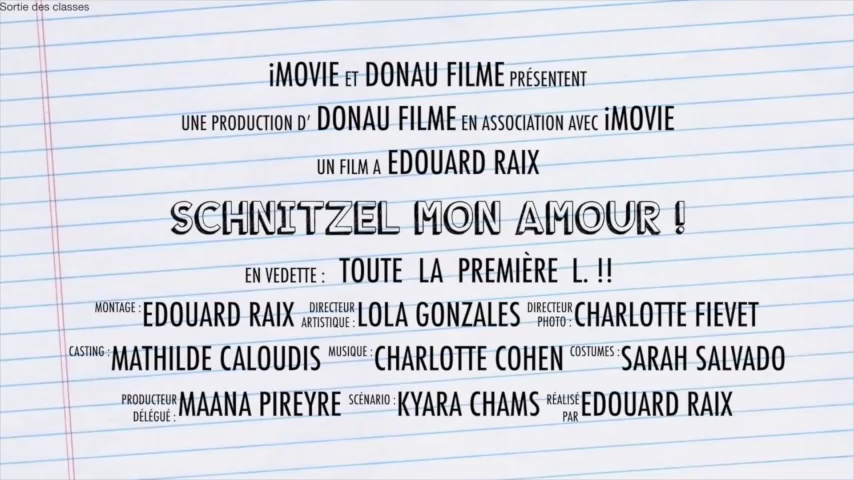 Sortie des classes
iMOVIE ET DONAU FILME PRÉSENTENT
UNE PRODUCTION D' DONAU FILME EN ASSOCIATION AVEC iMOVIE
UN FILM A EDOUARD RAIX
SCHNITZEL MON AMOUR !
EN VEDETTE : TOUTE LA PREMIÈRE L. !!
MONTAGE : EDOUARD RAIX DIRECTEUR ARTISTIQUE : LOLA GONZALES DIRECTEUR PHOTO : CHARLOTTE FIEVET
CASTING : MATHILDE CALOUDIS MUSIQUE : CHARLOTTE COHEN COSTUMES : SARAH SALVADO
PRODUCTEUR DÉLÉGUÉ : MAANA PIREYRE SCÉNARIO : KYARA CHAMS RÉALISÉ PAR EDOUARD RAIX